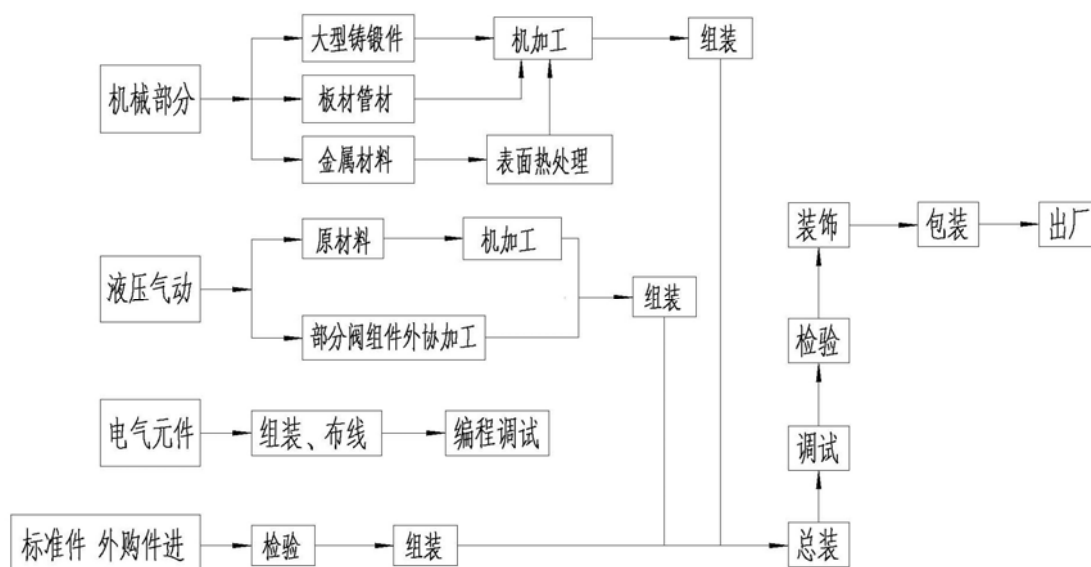 大型铸锻件
机加工
组装
机械部分
板材管材
金属材料
表面热处理
原材料
机加工
装饰
包装
出厂
液压气动
组装
部分阀组件外协加工
检验
电气元件
组装、布线
编程调试
调试
标准件 外购件进
检验
组装
总装